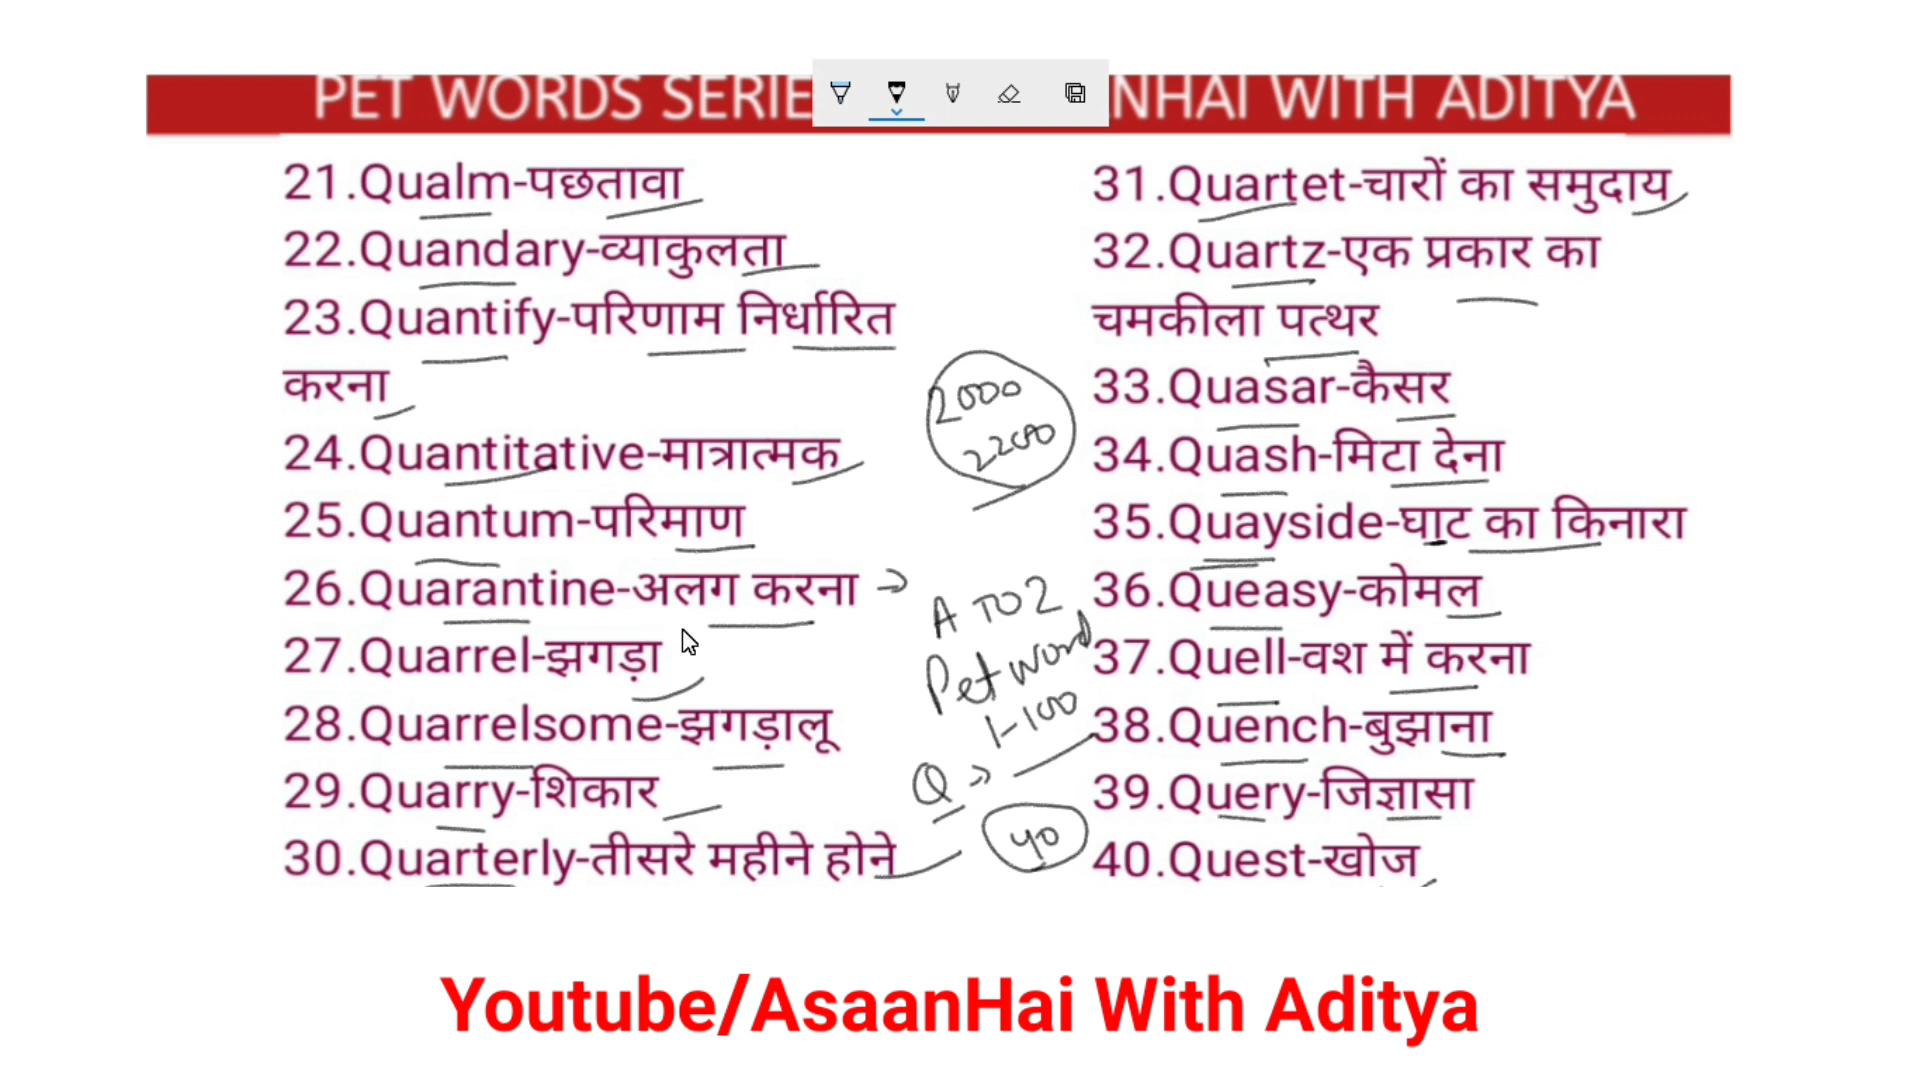 PET WORDS SERIE NHAI WITH ADITYA
21.Qualm-पछतावा
22.Quandary-व्याकुलता
23.Quantify-परिणाम निर्धारित
करना
24.Quantitative-मात्रात्मक
25.Quantum-परिमाण
26.Quarantine-अलग करना
27.Quarrel-झगड़ा
28.Quarrelsome-झगड़ालू
29.Quarry-शिकार
30.Quarterly-तीसरे महीने होने
2000
2200
A TO Z
Pet word
1-100
Q
40
31.Quartet-चारों का समुदाय
32.Quartz-एक प्रकार का
चमकीला पत्थर
33.Quasar-कैसर
34.Quash-मिटा देना
35.Quayside-घाट का किनारा
36.Queasy-कोमल
37.Quell-वश में करना
38.Quench-बुझाना
39.Query-जिज्ञासा
40.Quest-खोज
Youtube/AsaanHai With Aditya